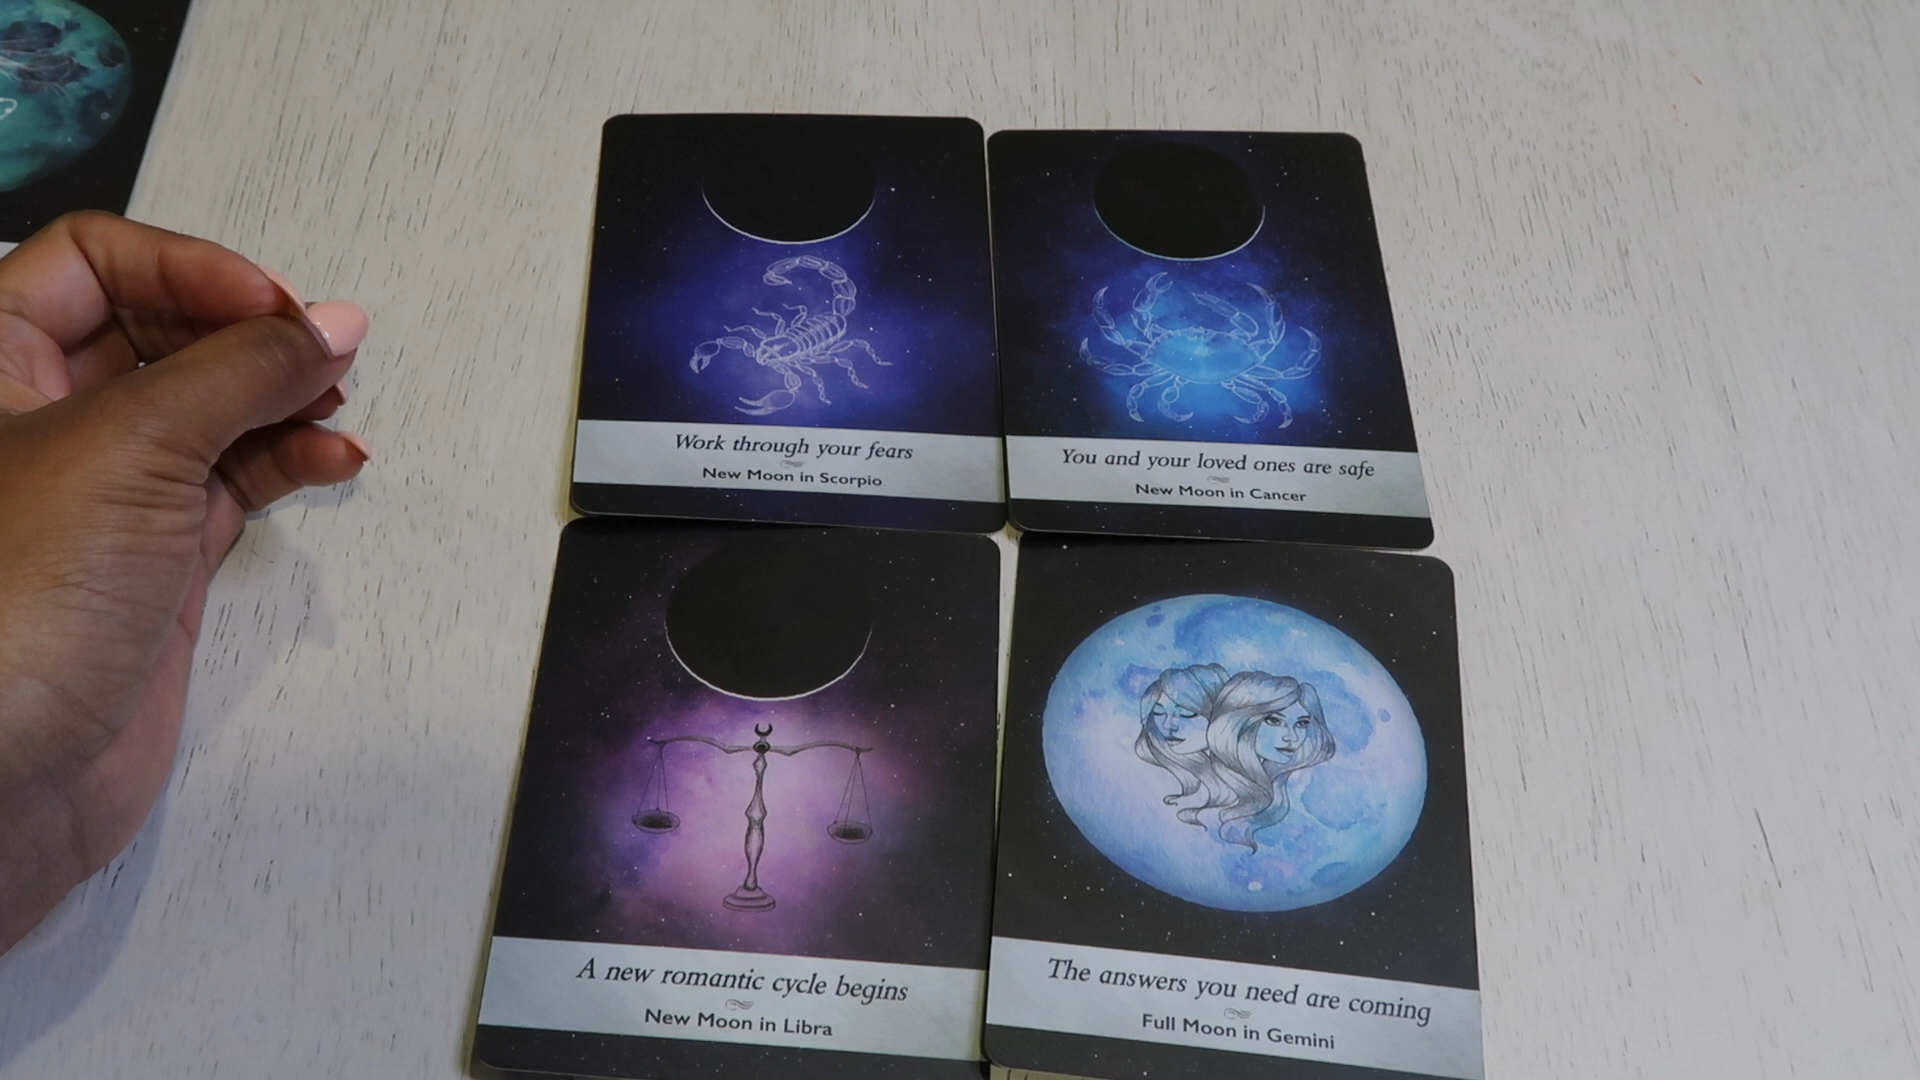 Work through your fears
New Moon in Scorpio
You and your loved ones are safe
New Moon in Cancer
A new romantic cycle begins
New Moon in Libra
The answers you need are coming
Full Moon in Gemini